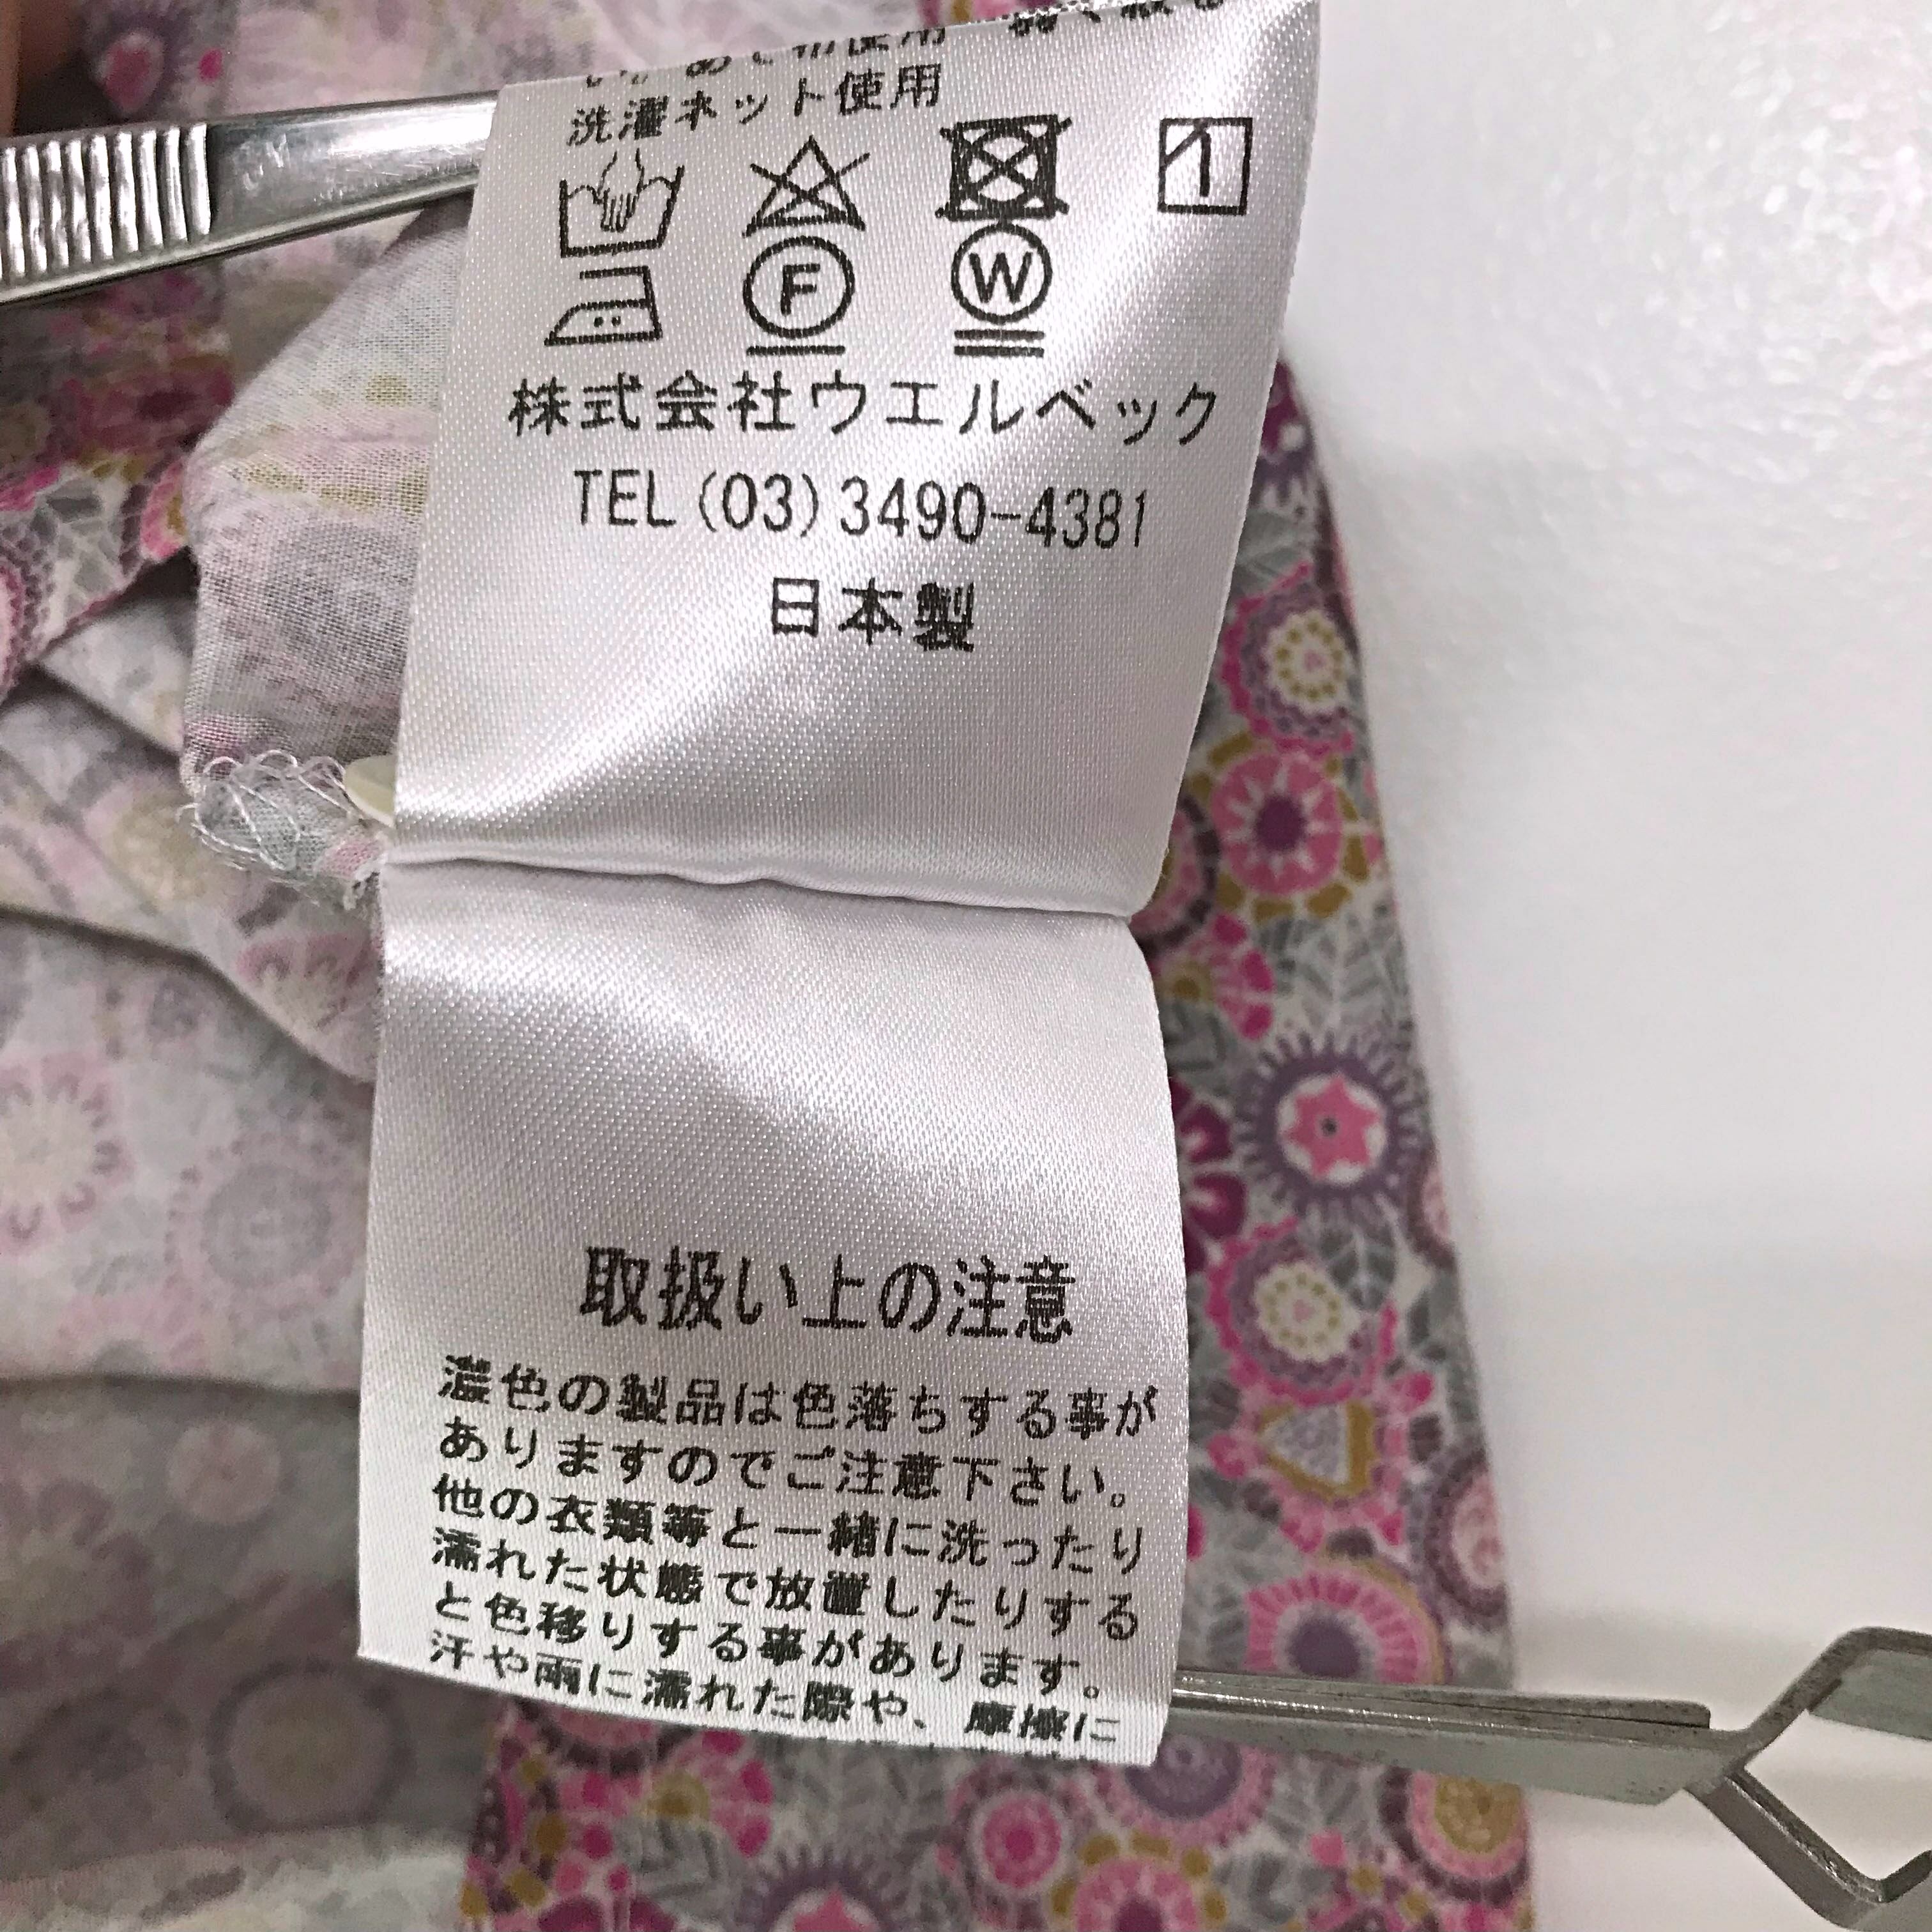 洗濯ネット使用
F W
株式会社ウエルベック
TEL(03)3490-4381
日本製
取扱い上の注意
濃色の製品は色落ちする事が
ありますのでご注意下さい。
他の衣類等と一緒に洗ったり
濡れた状態で放置したりする
と色移りする事があります。
汗や雨に濡れた際や、摩擦に